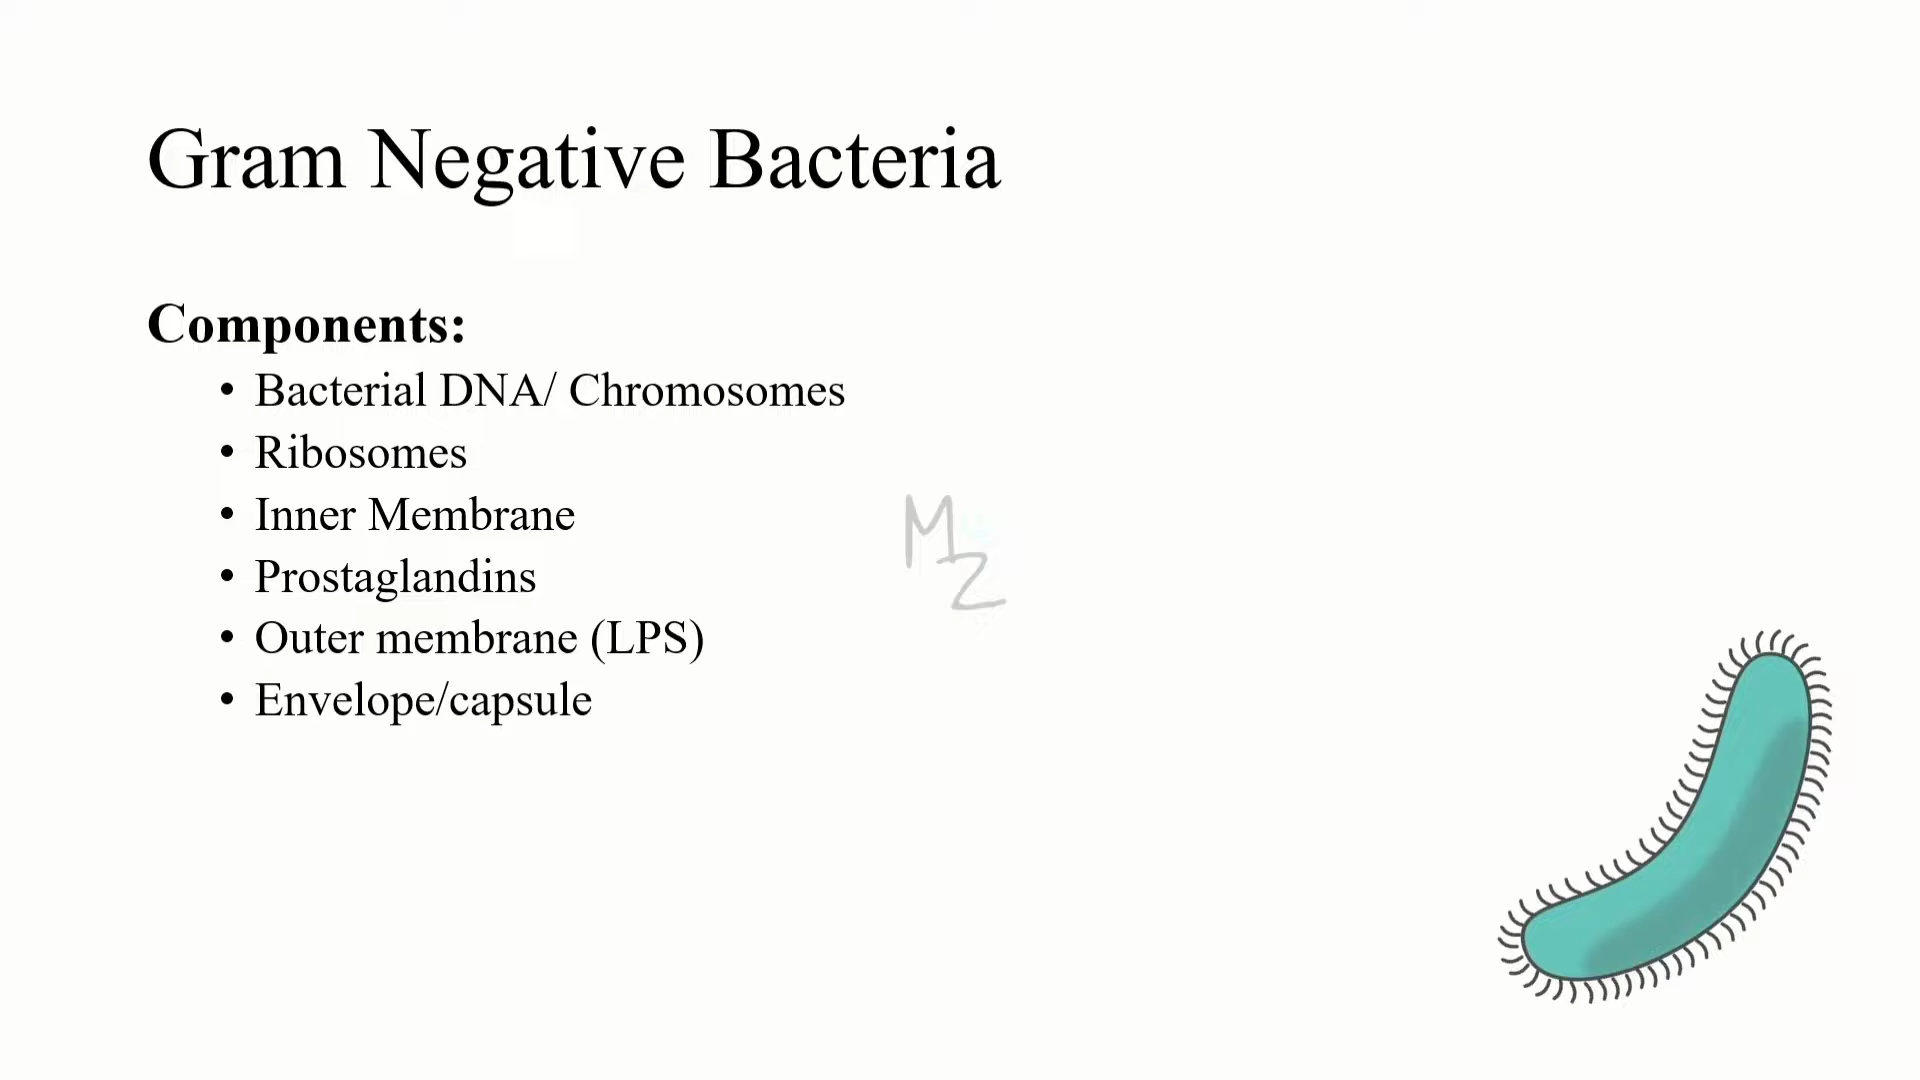 Gram Negative Bacteria
Components:
• Bacterial DNA/ Chromosomes
• Ribosomes
• Inner Membrane
• Prostaglandins
• Outer membrane (LPS)
• Envelope/capsule
MZ